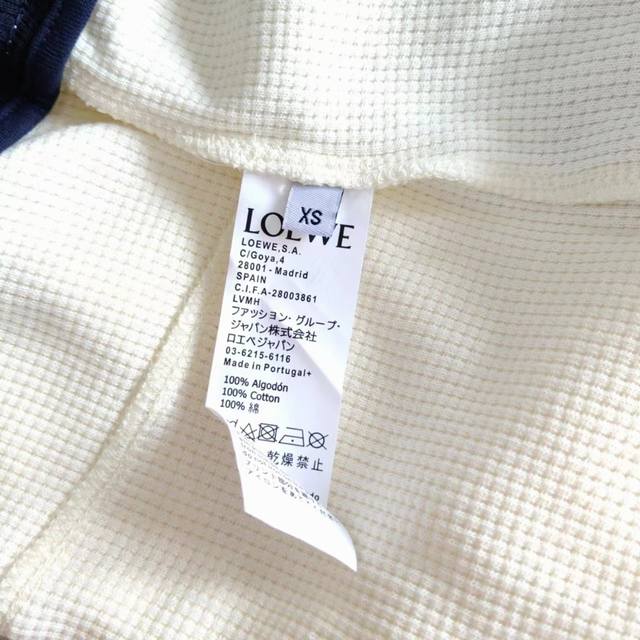 XS
LOEWE
LOEWE,S.A.
C/Goya,4
28001 - Madrid
SPAIN
C.I.F.A-28003861
LVMH
ファッション・グループ・
ジャパン株式会社
ロエベジャパン
03-6215-6116
Made in Portugal+
100% Algodón
100% Cotton
100% 綿
乾燥禁止